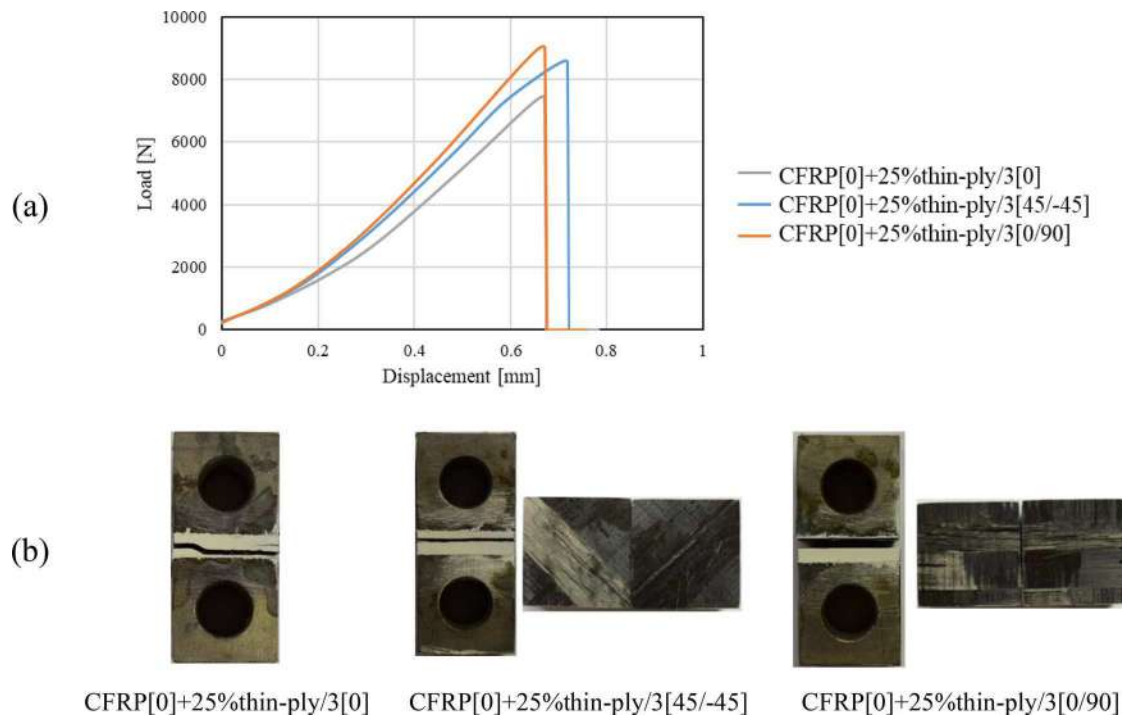 (a)
10000
8000
6000
4000
2000
0
Load [N]
0 0.2 0.4 0.6 0.8 1
Displacement [mm]
CFRP[0]+25%thin-ply/3[0]
CFRP[0]+25%thin-ply/3[45/-45]
CFRP[0]+25%thin-ply/3[0/90]
(b)
CFRP[0]+25%thin-ply/3[0] CFRP[0]+25%thin-ply/3[45/-45] CFRP[0]+25%thin-ply/3[0/90]